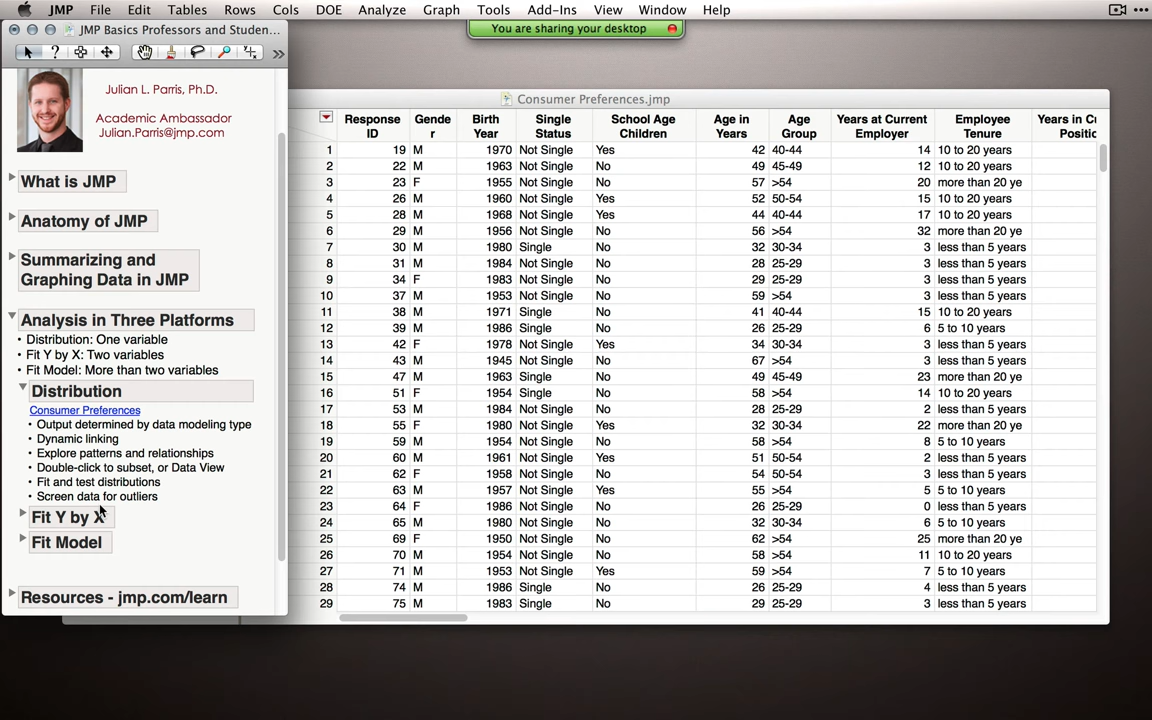 JMP File Edit Tables Rows Cols DOE Analyze Graph Tools Add-Ins View Window Help
You are sharing your desktop
JMP Basics Professors and Studen...
Julian L. Parris, Ph.D.
Academic Ambassador
Julian.Parris@jmp.com
What is JMP
Anatomy of JMP
Summarizing and
Graphing Data in JMP
Analysis in Three Platforms
• Distribution: One variable
• Fit Y by X: Two variables
• Fit Model: More than two variables
Distribution
Consumer Preferences
• Output determined by data modeling type
• Dynamic linking
• Explore patterns and relationships
• Double-click to subset, or Data View
• Fit and test distributions
• Screen data for outliers
Fit Y by X
Fit Model
Resources - jmp.com/learn
Consumer Preferences.jmp
Response Gende Birth Single School Age Age in Age Years at Current Employee Years in Cu
ID r Year Status Children Years Group Employer Tenure Positic
1 19 M 1970 Not Single Yes 42 40-44 14 10 to 20 years
2 22 M 1963 Not Single No 49 45-49 12 10 to 20 years
3 23 F 1955 Not Single No 57 >54 20 more than 20 ye
4 26 M 1960 Not Single Yes 52 50-54 15 10 to 20 years
5 28 M 1968 Not Single Yes 44 40-44 17 10 to 20 years
6 29 M 1956 Not Single No 56 >54 32 more than 20 ye
7 30 M 1980 Single No 32 30-34 3 less than 5 years
8 31 M 1984 Not Single No 28 25-29 3 less than 5 years
9 34 F 1983 Not Single No 29 25-29 3 less than 5 years
10 37 M 1953 Not Single No 59 >54 3 less than 5 years
11 38 M 1971 Single No 41 40-44 15 10 to 20 years
12 39 M 1986 Single No 26 25-29 6 5 to 10 years
13 42 F 1978 Not Single Yes 34 30-34 3 less than 5 years
14 43 M 1945 Not Single No 67 >54 3 less than 5 years
15 47 M 1963 Single No 49 45-49 23 more than 20 ye
16 51 F 1954 Single No 58 >54 14 10 to 20 years
17 53 M 1984 Not Single No 28 25-29 2 less than 5 years
18 55 F 1980 Not Single Yes 32 30-34 22 more than 20 ye
19 59 M 1954 Not Single No 58 >54 8 5 to 10 years
20 60 M 1961 Not Single Yes 51 50-54 2 less than 5 years
21 62 F 1958 Not Single No 54 50-54 3 less than 5 years
22 63 M 1957 Not Single Yes 55 >54 5 5 to 10 years
23 64 F 1986 Not Single No 26 25-29 0 less than 5 years
24 65 M 1980 Not Single No 32 30-34 6 5 to 10 years
25 69 F 1950 Not Single No 62 >54 25 more than 20 ye
26 70 M 1954 Not Single No 58 >54 11 10 to 20 years
27 71 M 1953 Not Single Yes 59 >54 7 5 to 10 years
28 74 M 1986 Single No 26 25-29 4 less than 5 years
29 75 M 1983 Single No 29 25-29 3 less than 5 years